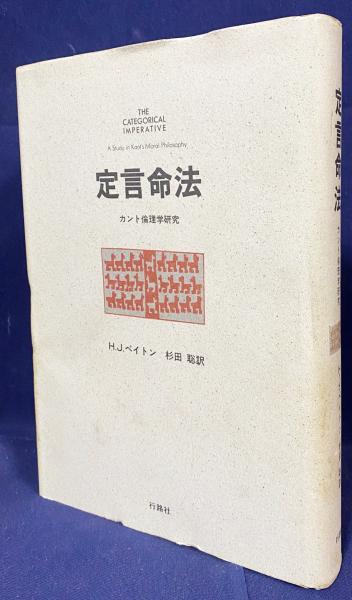 THE
CATEGORICAL
IMPERATIVE
A Study in Kant's Moral Philosophy
定言命法
カント倫理学研究
H.J.ペイトン 杉田 聡訳
行路社
定言命法